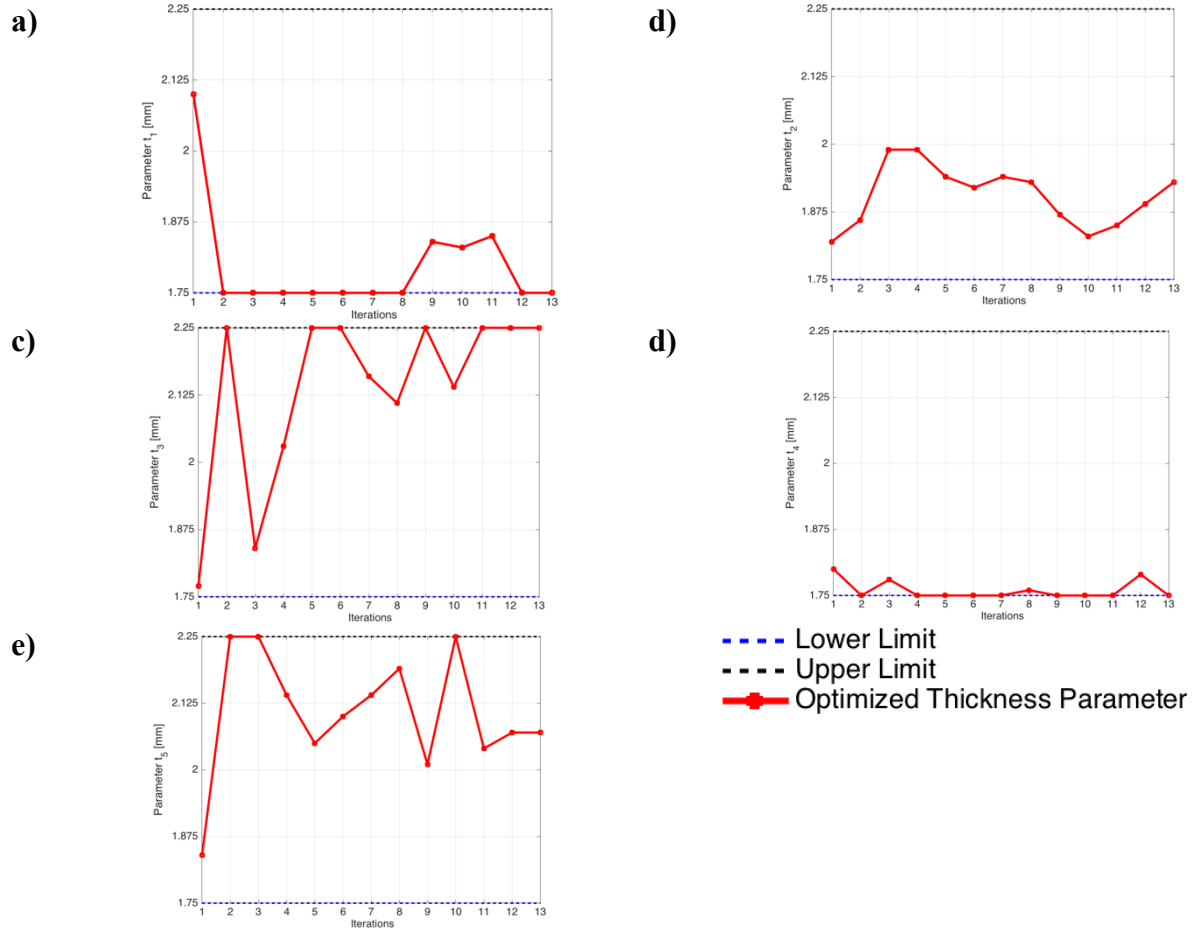 a)
2.25
2.125
2
1.875
1.75
Parameter t1 [mm]
1 2 3 4 5 6 7 8 9 10 11 12 13
Iterations
d)
2.25
2.125
2
1.875
1.75
Parameter t2 [mm]
1 2 3 4 5 6 7 8 9 10 11 12 13
Iterations
c)
2.25
2.125
2
1.875
1.75
Parameter t3 [mm]
1 2 3 4 5 6 7 8 9 10 11 12 13
Iterations
d)
2.25
2.125
2
1.875
1.75
Parameter t4 [mm]
1 2 3 4 5 6 7 8 9 10 11 12 13
Iterations
e)
2.25
2.125
2
1.875
1.75
Parameter t5 [mm]
1 2 3 4 5 6 7 8 9 10 11 12 13
Iterations
Lower Limit
Upper Limit
Optimized Thickness Parameter